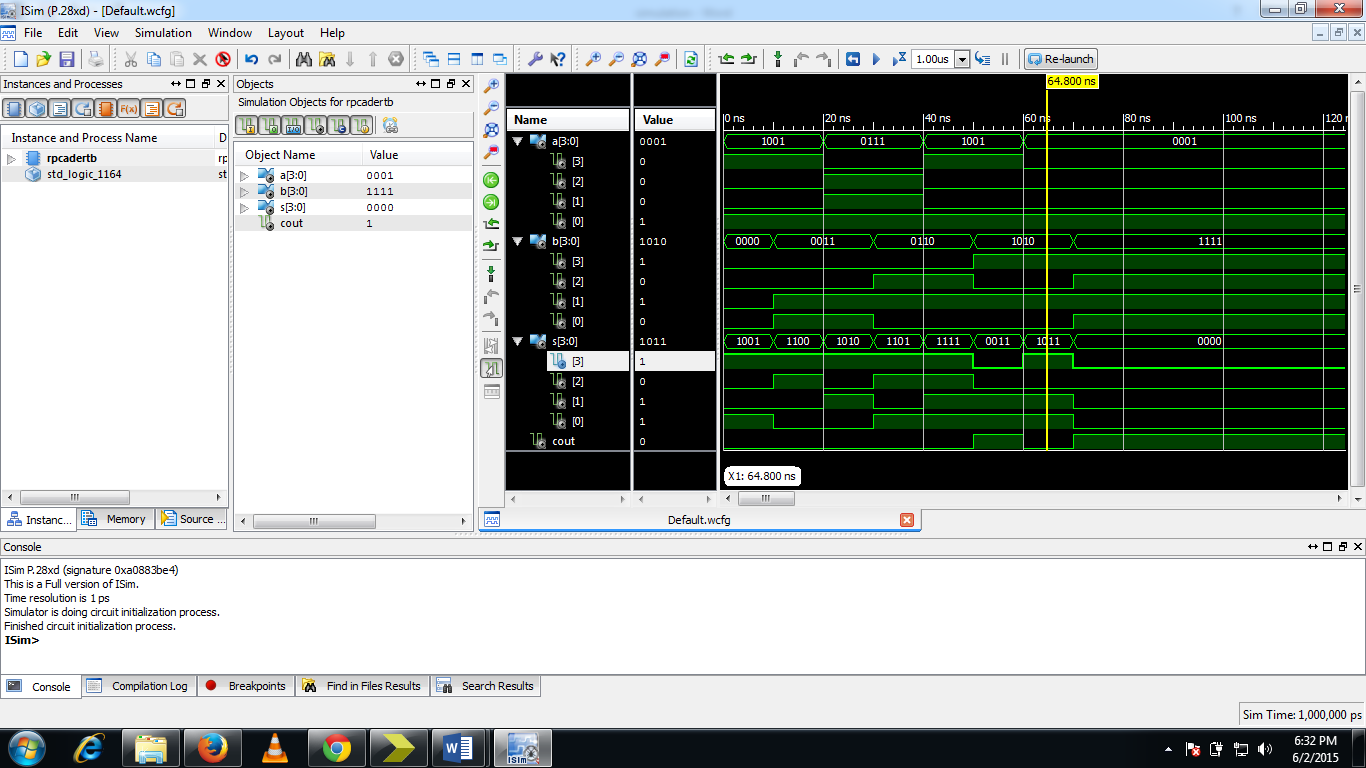 ISim (P.28xd) - [Default.wcfg]
File Edit View Simulation Window Layout Help
1.00us Re-launch
Instances and Processes
Instance and Process Name D
rpcadertb rp
std_logic_1164 st
Instanc... Memory Source ...
Objects
Simulation Objects for rpcadertb
Object Name Value
a[3:0] 0001
b[3:0] 1111
s[3:0] 0000
cout 1
64.800 ns
Name Value
0 ns 20 ns 40 ns 60 ns 80 ns 100 ns 120 n
a[3:0] 0001 1001 0111 1001 0001
[3] 0
[2] 0
[1] 0
[0] 1
b[3:0] 1010 0000 0011 0110 1010 1111
[3] 1
[2] 0
[1] 1
[0] 0
s[3:0] 1011 1001 1100 1010 1101 1111 0011 1011 0000
[3] 1
[2] 0
[1] 1
[0] 1
cout 0
X1: 64.800 ns
Default.wcfg
Console
ISim P.28xd (signature 0xa0883be4)
This is a Full version of ISim.
Time resolution is 1 ps
Simulator is doing circuit initialization process.
Finished circuit initialization process.
ISim>
Console Compilation Log Breakpoints Find in Files Results Search Results
Sim Time: 1,000,000 ps
ISim
6:32 PM
6/2/2015